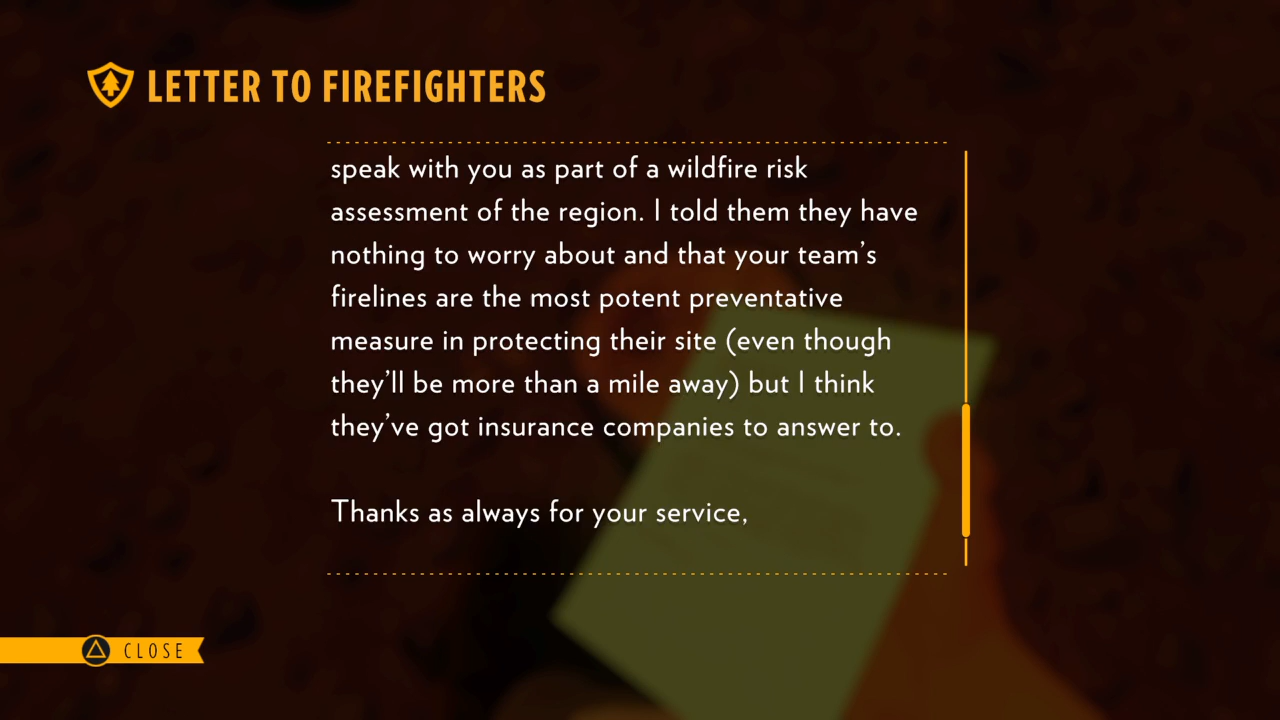 LETTER TO FIREFIGHTERS
speak with you as part of a wildfire risk
assessment of the region. I told them they have
nothing to worry about and that your team's
firelines are the most potent preventative
measure in protecting their site (even though
they'll be more than a mile away) but I think
they've got insurance companies to answer to.
Thanks as always for your service,
CLOSE